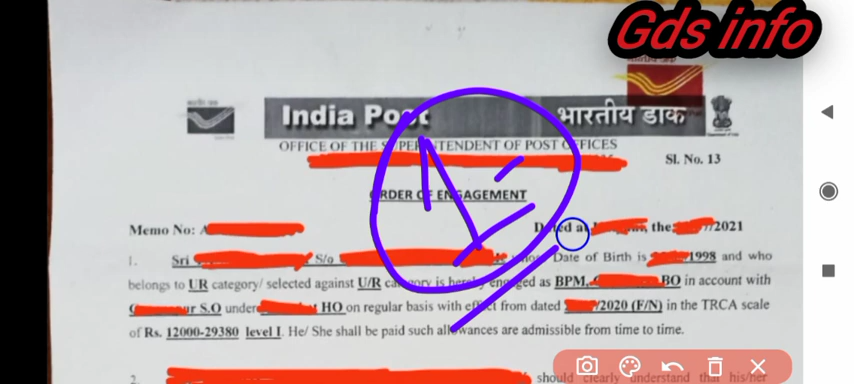 Gds info
India Post भारतीय डाक
OFFICE OF THE SUPERINTENDENT OF POST OFFICES
Sl. No. 13
ORDER OF ENGAGEMENT
Memo No: A Dated at the 2021
1. Sri S/o Date of Birth is 1998 and who
belongs to UR category/ selected against U/R category is hereby engaged as BPM, BO in account with
S.O under HO on regular basis with effect from dated /2020 (F/N) in the TRCA scale
of Rs. 12000-29380 level I. He/ She shall be paid such allowances are admissible from time to time.
2. should clearly understand that his/her